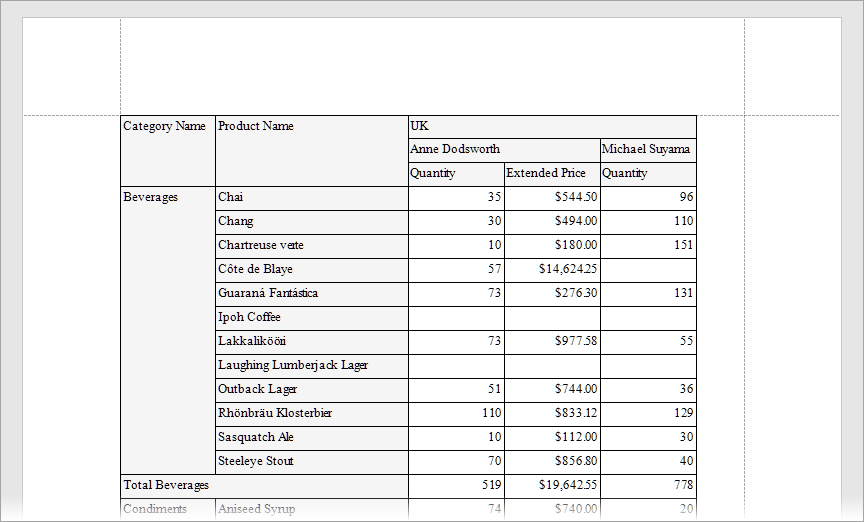 Category Name Product Name UK
Anne Dodsworth Michael Suyama
Quantity Extended Price Quantity
Beverages Chai 35 $544.50 96
Chang 30 $494.00 110
Chartreuse verte 10 $180.00 151
Côte de Blaye 57 $14,624.25
Guaraná Fantástica 73 $276.30 131
Ipoh Coffee
Lakkalikööri 73 $977.58 55
Laughing Lumberjack Lager
Outback Lager 51 $744.00 36
Rhönbräu Klosterbier 110 $833.12 129
Sasquatch Ale 10 $112.00 30
Steeleye Stout 70 $856.80 40
Total Beverages 519 $19,642.55 778
Condiments Aniseed Syrup 74 $740.00 20